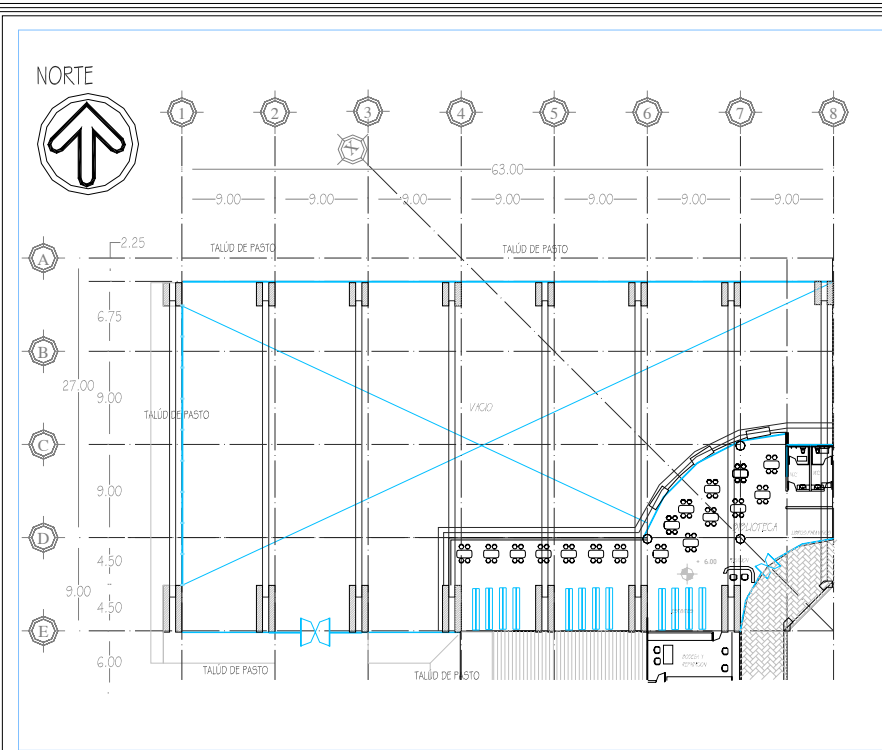 NORTE
1 2 3 4 5 6 7 8
X
63.00
9.00 9.00 9.00 9.00 9.00 9.00 9.00
A
2.25
TALÚD DE PASTO TALÚD DE PASTO
6.75
B
27.00
9.00
VACIO
TALÚD DE PASTO
C
9.00
BIBLIOTECA
D
4.50
+ 6.00
9.00
4.50
E
6.00
TALÚD DE PASTO
TALÚD DE PASTO